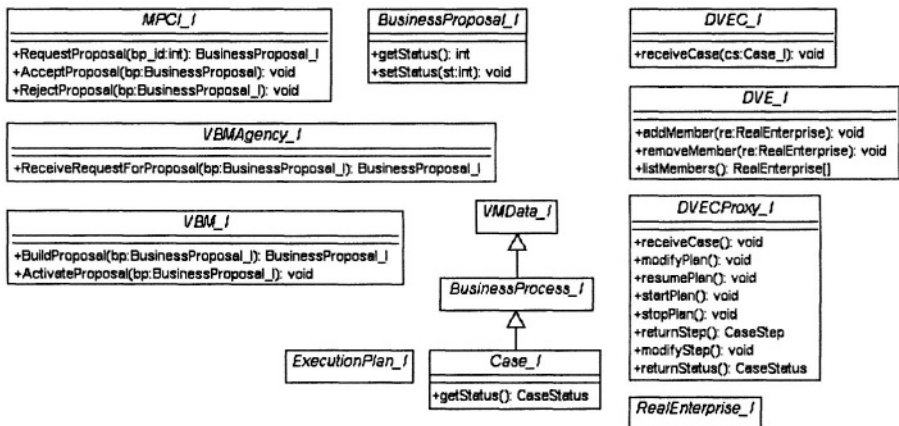 MPCI_I
+RequestProposal(bp_id:int): BusinessProposal_I
+AcceptProposal(bp:BusinessProposal): void
+RejectProposal(bp:BusinessProposal_I): void
BusinessProposal_I
+getStatus(): int
+setStatus(st:int): void
DVEC_I
+receiveCase(cs:Case_I): void
DVE_I
+addMember(re:RealEnterprise): void
+removeMember(re:RealEnterprise): void
+listMembers(): RealEnterprise[]
VBMAgency_I
+ReceiveRequestForProposal(bp:BusinessProposal_I): BusinessProposal_I
VBM_I
+BuildProposal(bp:BusinessProposal_I): BusinessProposal_I
+ActivateProposal(bp:BusinessProposal_I): void
VMData_I
BusinessProcess_I
ExecutionPlan_I
Case_I
+getStatus(): CaseStatus
DVECProxy_I
+receiveCase(): void
+modifyPlan(): void
+resumePlan(): void
+startPlan(): void
+stopPlan(): void
+returnStep(): CaseStep
+modifyStep(): void
+returnStatus(): CaseStatus
RealEnterprise_I